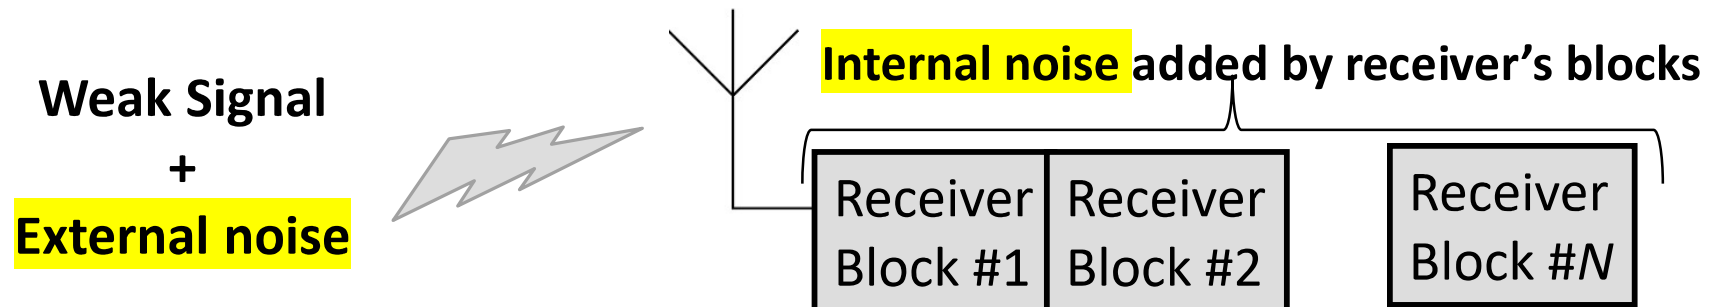 Weak Signal
+
External noise
Internal noise added by receiver’s blocks
Receiver
Block #1
Receiver
Block #2
Receiver
Block #N